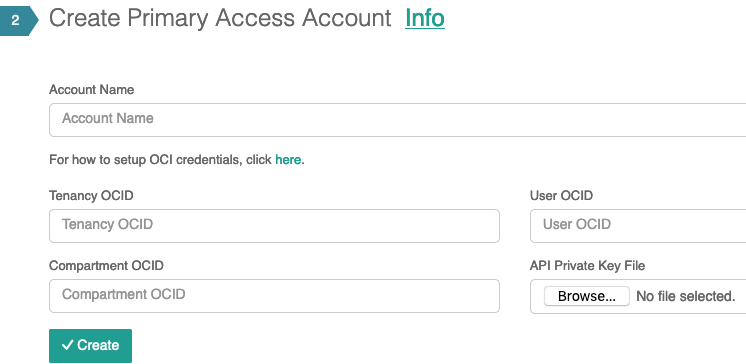 2
Create Primary Access Account Info
Account Name
Account Name
For how to setup OCI credentials, click here.
Tenancy OCID
User OCID
Tenancy OCID
User OCID
Compartment OCID
API Private Key File
Compartment OCID
Browse... No file selected.
Create